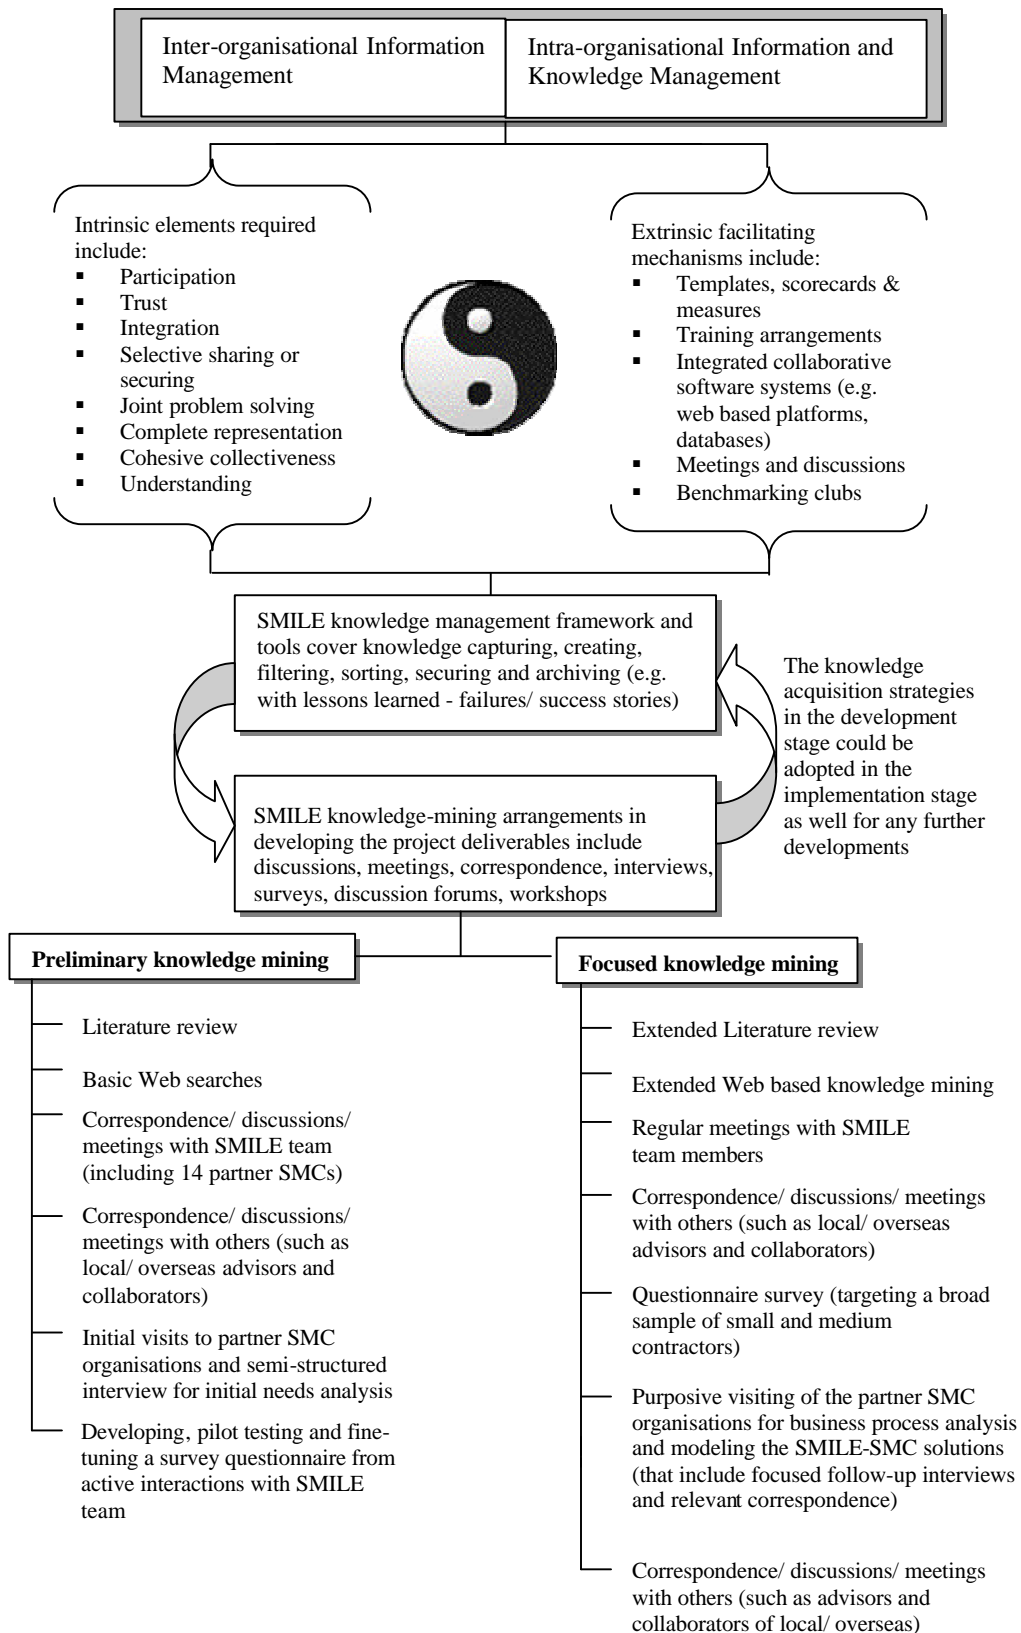 Inter-organisational Information
Management
Intra-organisational Information and
Knowledge Management
Intrinsic elements required
include:
▪ Participation
▪ Trust
▪ Integration
▪ Selective sharing or
securing
▪ Joint problem solving
▪ Complete representation
▪ Cohesive collectiveness
▪ Understanding
Extrinsic facilitating
mechanisms include:
▪ Templates, scorecards &
measures
▪ Training arrangements
▪ Integrated collaborative
software systems (e.g.
web based platforms,
databases)
▪ Meetings and discussions
▪ Benchmarking clubs
SMILE knowledge management framework and
tools cover knowledge capturing, creating,
filtering, sorting, securing and archiving (e.g.
with lessons learned - failures/ success stories)
The knowledge
acquisition strategies
in the development
stage could be
adopted in the
implementation stage
as well for any further
developments
SMILE knowledge-mining arrangements in
developing the project deliverables include
discussions, meetings, correspondence, interviews,
surveys, discussion forums, workshops
Preliminary knowledge mining
Literature review
Basic Web searches
Correspondence/ discussions/
meetings with SMILE team
(including 14 partner SMCs)
Correspondence/ discussions/
meetings with others (such as
local/ overseas advisors and
collaborators)
Initial visits to partner SMC
organisations and semi-structured
interview for initial needs analysis
Developing, pilot testing and fine-
tuning a survey questionnaire from
active interactions with SMILE
team
Focused knowledge mining
Extended Literature review
Extended Web based knowledge mining
Regular meetings with SMILE
team members
Correspondence/ discussions/ meetings
with others (such as local/ overseas
advisors and collaborators)
Questionnaire survey (targeting a broad
sample of small and medium
contractors)
Purposive visiting of the partner SMC
organisations for business process analysis
and modeling the SMILE-SMC solutions
(that include focused follow-up interviews
and relevant correspondence)
Correspondence/ discussions/ meetings
with others (such as advisors and
collaborators of local/ overseas)